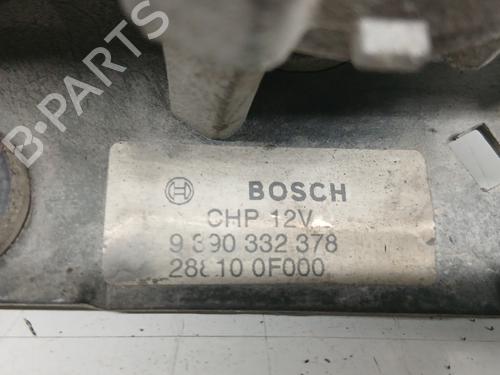 B-PARTS
BOSCH
CHP 12V
9 390 332 378
28810 0F000